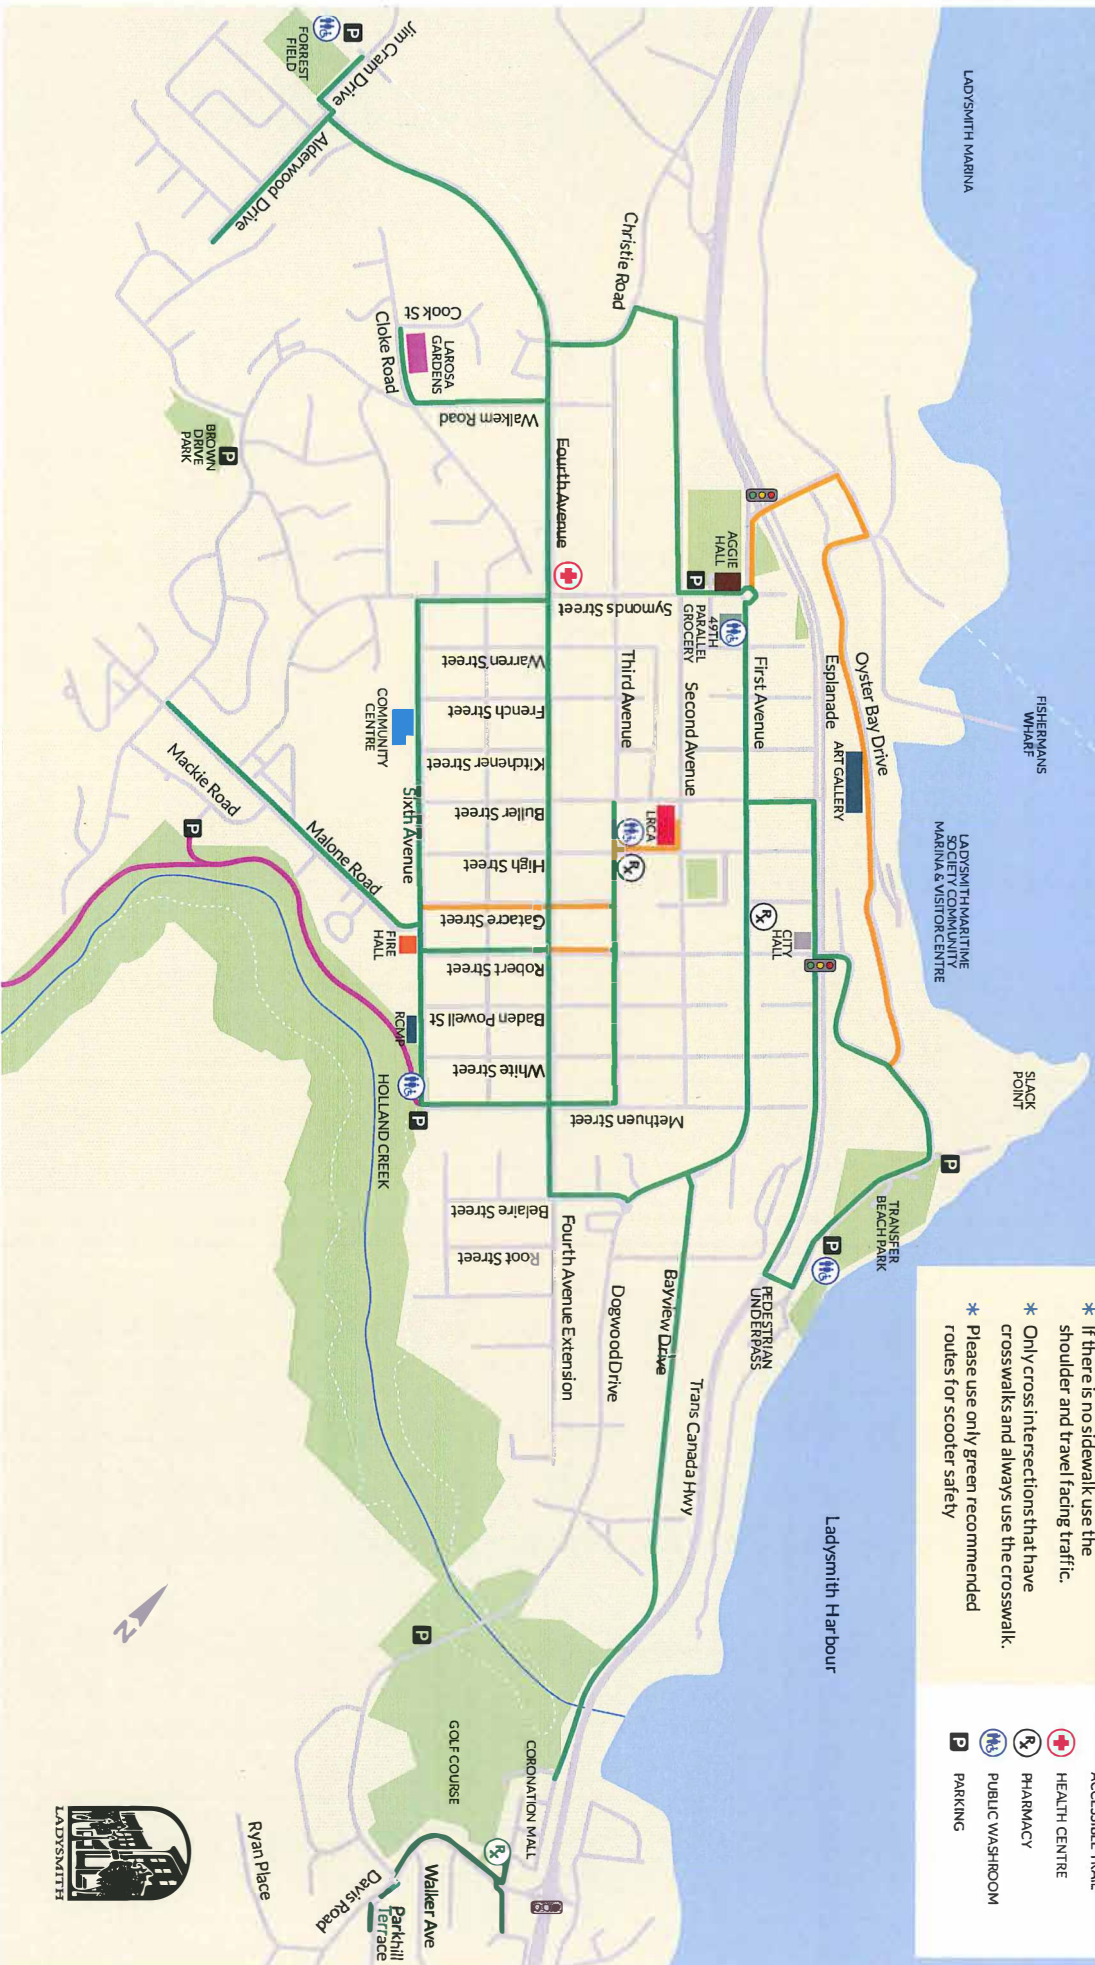 * If there is no sidewalk use the
shoulder and travel facing traffic.
* Only cross intersections that have
crosswalks and always use the crosswalk.
* Please use only green recommended
routes for scooter safety
HEALTH CENTRE
PHARMACY
PUBLIC WASHROOM
P PARKING
LADYSMITH MARINA
FISHERMANS
WHARF
LADYSMITH MARITIME
SOCIETY COMMUNITY
MARINA & VISITOR CENTRE
SLACK
POINT
P
TRANSFER
BEACH PARK
P
PEDESTRIAN
UNDERPASS
Ladysmith Harbour
Oyster Bay Drive
Esplanade
ART GALLERY
CITY
HALL
Rx
First Avenue
AGGIE
HALL
P
49TH
PARALLEL
GROCERY
Second Avenue
Third Avenue
LRCA
Rx
Christie Road
Symonds Street
Fourth Avenue
Jim Cram Drive
P
FORREST
FIELD
Alderwood Drive
Cook St
LAROSA
GARDENS
Cloke Road
Walkem Road
BROWN
DRIVE
PARK
P
Warren Street
French Street
Kitchener Street
Buller Street
High Street
Gatacre Street
Robert Street
Baden Powell St
White Street
Methuen Street
COMMUNITY
CENTRE
Sixth Avenue
Mackie Road
Malone Road
P
FIRE
HALL
RCMP
P
HOLLAND CREEK
Belaire Street
Root Street
Fourth Avenue Extension
Dogwood Drive
Bayview Drive
Trans Canada Hwy
P
GOLF COURSE
CORONATION MALL
Rx
Davis Road
Walker Ave
Parkhill
Terrace
Ryan Place
N
LADYSMITH